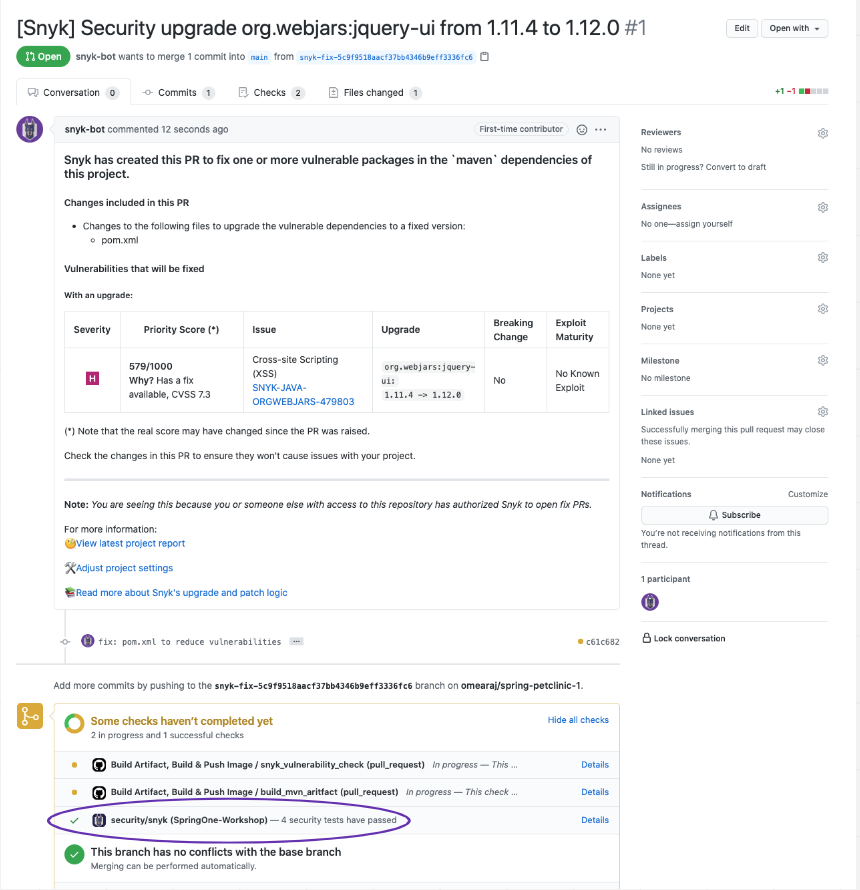 [Snyk] Security upgrade org.webjars:jquery-ui from 1.11.4 to 1.12.0 #1
Edit
Open with
Open
snyk-bot wants to merge 1 commit into main from snyk-fix-5c9f9518aacf37bb4346b9eff3336fc6
Conversation 0
Commits 1
Checks 2
Files changed 1
+1 −1
snyk-bot commented 12 seconds ago
First-time contributor
Snyk has created this PR to fix one or more vulnerable packages in the `maven` dependencies of
this project.
Changes included in this PR
• Changes to the following files to upgrade the vulnerable dependencies to a fixed version:
◦ pom.xml
Vulnerabilities that will be fixed
With an upgrade:
Severity
Priority Score (*)
Issue
Upgrade
Breaking
Change
Exploit
Maturity
H
579/1000
Why? Has a fix
available, CVSS 7.3
Cross-site Scripting
(XSS)
SNYK-JAVA-
ORGWEBJARS-479803
org.webjars:jquery-
ui:
1.11.4 -> 1.12.0
No
No Known
Exploit
(*) Note that the real score may have changed since the PR was raised.
Check the changes in this PR to ensure they won't cause issues with your project.
Note: You are seeing this because you or someone else with access to this repository has authorized Snyk to open fix PRs.
For more information:
🧐View latest project report
🛠Adjust project settings
📚Read more about Snyk's upgrade and patch logic
fix: pom.xml to reduce vulnerabilities ...
c61c682
Add more commits by pushing to the snyk-fix-5c9f9518aacf37bb4346b9eff3336fc6 branch on omearaj/spring-petclinic-1.
Some checks haven't completed yet
Hide all checks
2 in progress and 1 successful checks
Build Artifact, Build & Push Image / snyk_vulnerability_check (pull_request) In progress — This ...
Details
Build Artifact, Build & Push Image / build_mvn_aritfact (pull_request) In progress — This check ...
Details
security/snyk (SpringOne-Workshop) — 4 security tests have passed
Details
This branch has no conflicts with the base branch
Merging can be performed automatically.
Reviewers
No reviews
Still in progress? Convert to draft
Assignees
No one—assign yourself
Labels
None yet
Projects
None yet
Milestone
No milestone
Linked issues
Successfully merging this pull request may close
these issues.
None yet
Notifications
Customize
Subscribe
You're not receiving notifications from this
thread.
1 participant
Lock conversation